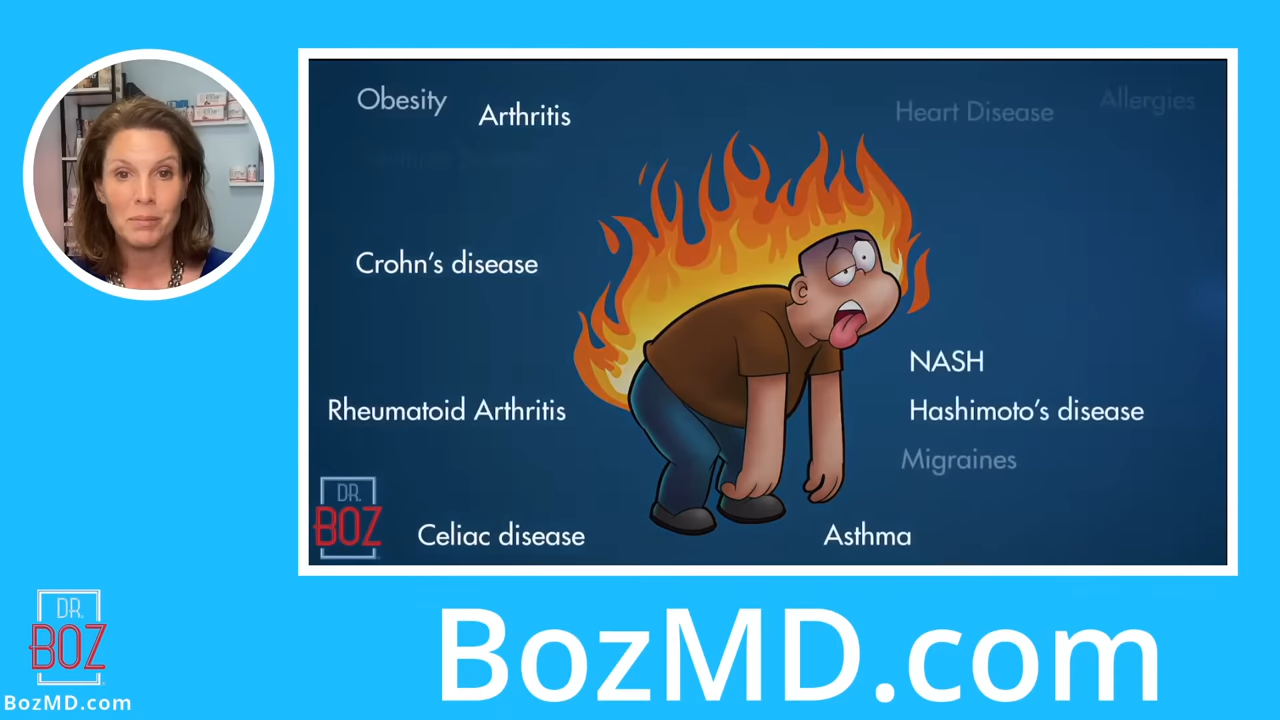 Obesity
Arthritis
Heart Disease
Allergies
Crohn's disease
NASH
Rheumatoid Arthritis
Hashimoto's disease
Migraines
DR.
BOZ
Celiac disease
Asthma
DR.
BOZ
BozMD.com
BozMD.com